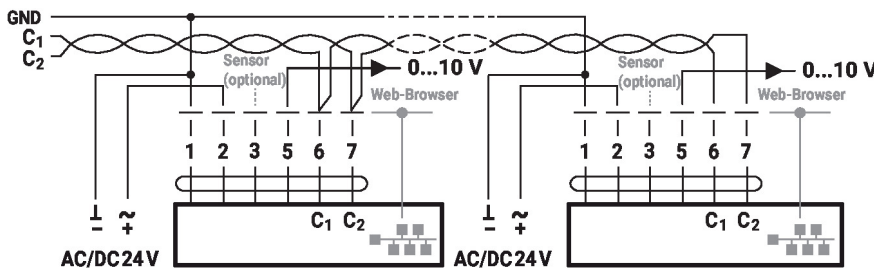 GND
C1
C2
Sensor
(optional)
0...10 V
Web-Browser
1 2 3 5 6 7
C1 C2
⊥ ~
– +
AC/DC 24 V
Sensor
(optional)
0...10 V
Web-Browser
1 2 3 5 6 7
C1 C2
⊥ ~
– +
AC/DC 24 V